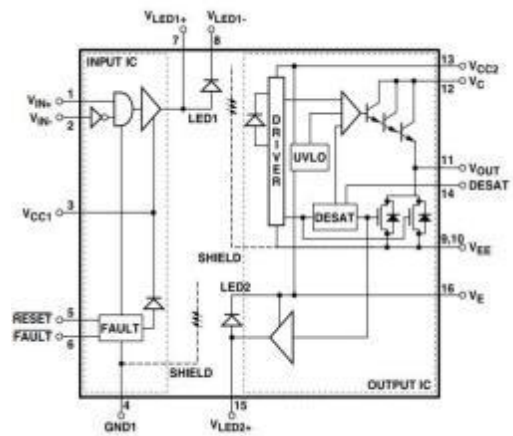 VLED1+ VLED1-
7 8
INPUT IC
13 VCC2
12 VC
VIN+ 1
VIN- 2
LED1
DRIVER
UVLO
11 VOUT
DESAT
14
DESAT
VCC1 3
9,10 VEE
SHIELD
LED2
16 VE
RESET 5
FAULT
FAULT 6
SHIELD
OUTPUT IC
4 15
GND1 VLED2+